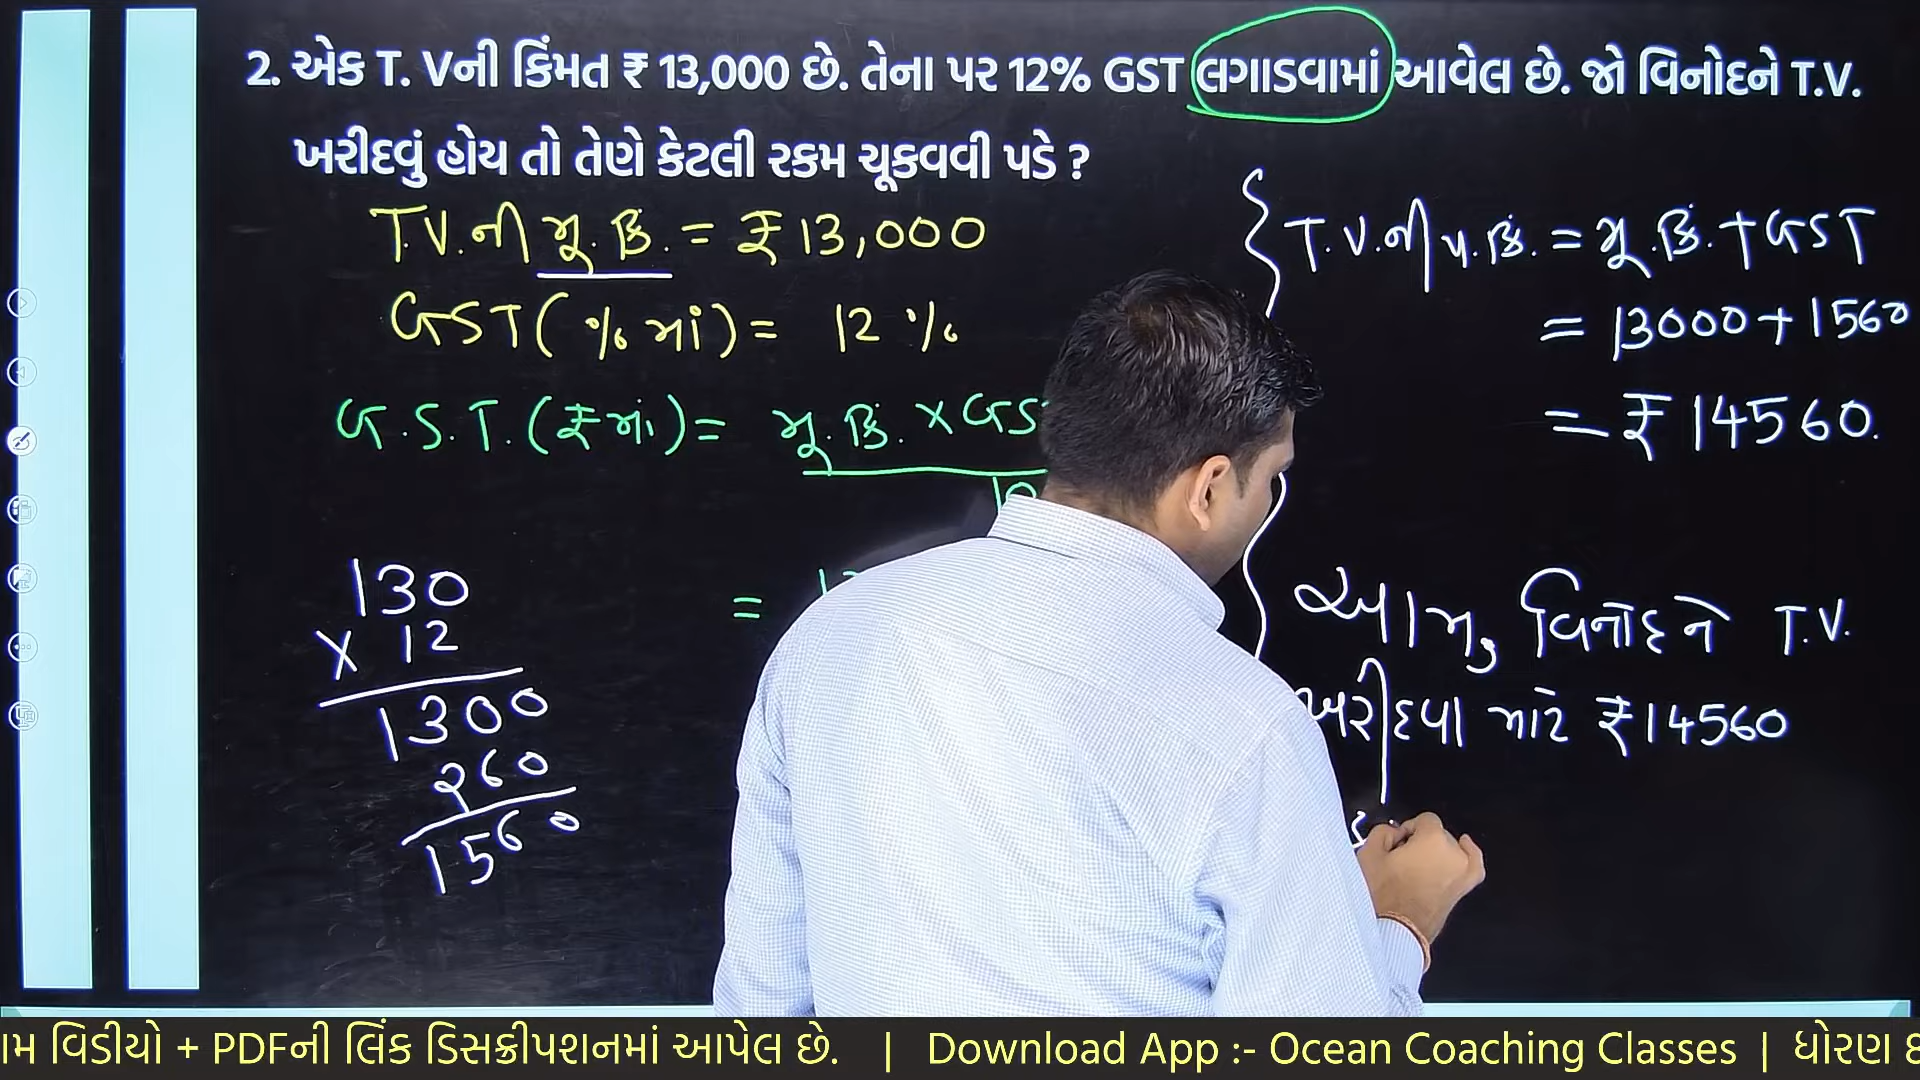 2. એક T. Vની કિંમત ₹ 13,000 છે. તેના પર 12% GST લગાડવામાં આવેલ છે. જો વિનોદને T.V.
ખરીદવું હોય તો તેણે કેટલી રકમ ચૂકવવી પડે ?
T.V.ની મૂ. કિં. = ₹ 13,000
GST ( % માં ) = 12 %
G.S.T. (₹ માં) = મૂ. કિં. X GS
10
=
130
X 12
1300
260
1560
T.V.ની વે.કિં. = મૂ.કિં. + GST
= 13000 + 1560
= ₹ 14560.
આમ, વિનોદને T.V.
ખરીદવા માટે ₹ 14560
ામ વિડીયો + PDFની લિંક ડિસ્ક્રીપશનમાં આપેલ છે. | Download App :- Ocean Coaching Classes | ધોરણ 8